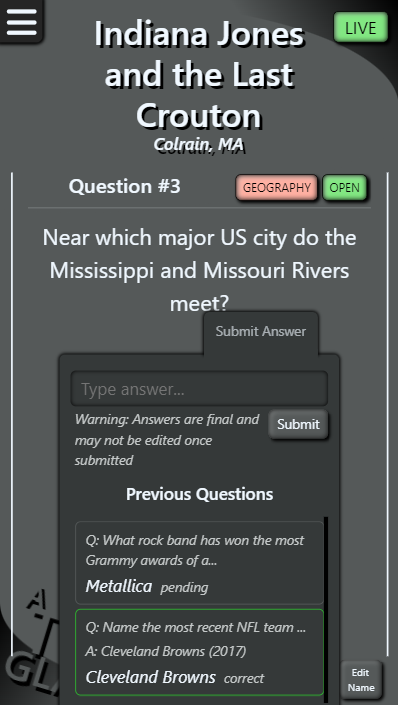 Indiana Jones
and the Last
Crouton
LIVE
Colrain, MA
Question #3
GEOGRAPHY
OPEN
Near which major US city do the
Mississippi and Missouri Rivers
meet?
Submit Answer
Type answer...
Warning: Answers are final and
may not be edited once
submitted
Submit
Previous Questions
Q: What rock band has won the most
Grammy awards of a...
Metallica pending
Q: Name the most recent NFL team ...
A: Cleveland Browns (2017)
Cleveland Browns correct
Edit
Name